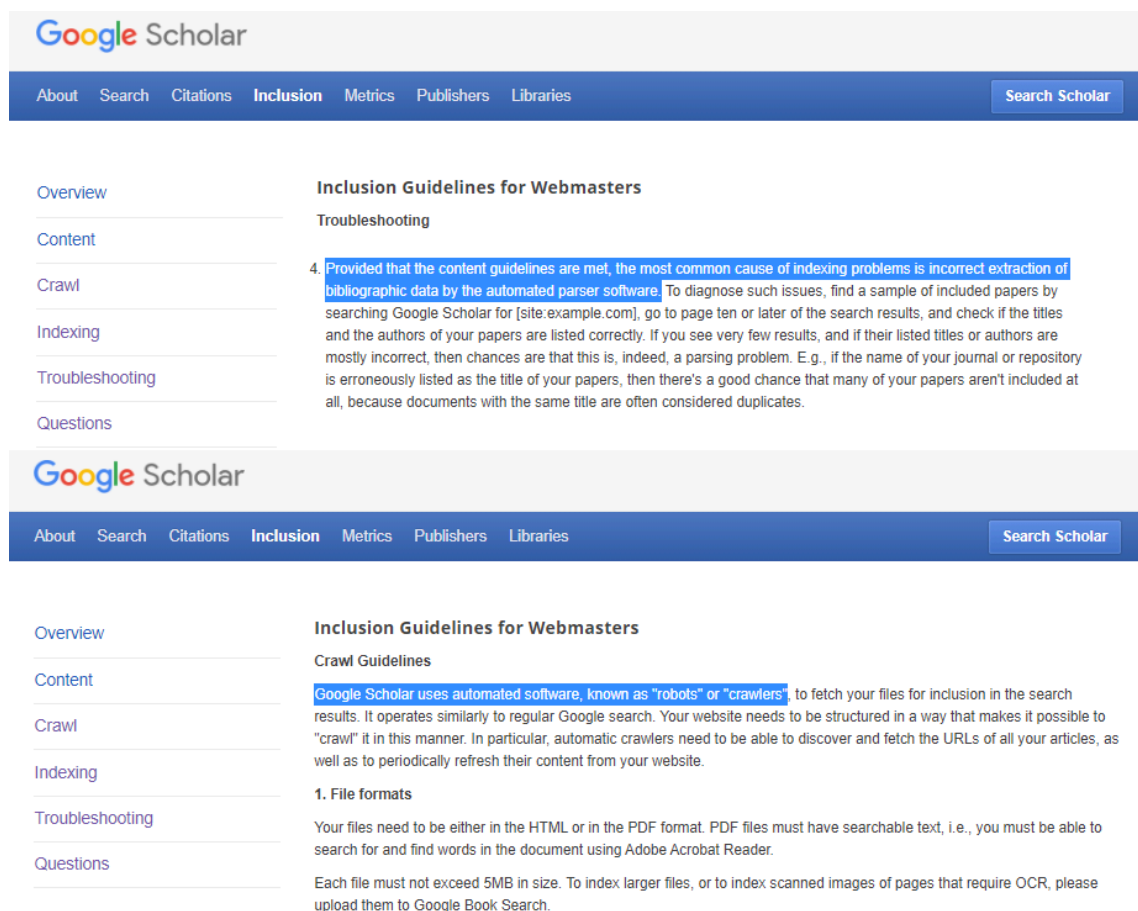 Google Scholar
About Search Citations Inclusion Metrics Publishers Libraries Search Scholar
Overview
Content
Crawl
Indexing
Troubleshooting
Questions
Inclusion Guidelines for Webmasters
Troubleshooting
4. Provided that the content guidelines are met, the most common cause of indexing problems is incorrect extraction of
bibliographic data by the automated parser software. To diagnose such issues, find a sample of included papers by
searching Google Scholar for [site:example.com], go to page ten or later of the search results, and check if the titles
and the authors of your papers are listed correctly. If you see very few results, and if their listed titles or authors are
mostly incorrect, then chances are that this is, indeed, a parsing problem. E.g., if the name of your journal or repository
is erroneously listed as the title of your papers, then there's a good chance that many of your papers aren't included at
all, because documents with the same title are often considered duplicates.
Google Scholar
About Search Citations Inclusion Metrics Publishers Libraries Search Scholar
Overview
Content
Crawl
Indexing
Troubleshooting
Questions
Inclusion Guidelines for Webmasters
Crawl Guidelines
Google Scholar uses automated software, known as "robots" or "crawlers", to fetch your files for inclusion in the search
results. It operates similarly to regular Google search. Your website needs to be structured in a way that makes it possible to
"crawl" it in this manner. In particular, automatic crawlers need to be able to discover and fetch the URLs of all your articles, as
well as to periodically refresh their content from your website.
1. File formats
Your files need to be either in the HTML or in the PDF format. PDF files must have searchable text, i.e., you must be able to
search for and find words in the document using Adobe Acrobat Reader.
Each file must not exceed 5MB in size. To index larger files, or to index scanned images of pages that require OCR, please
upload them to Google Book Search.